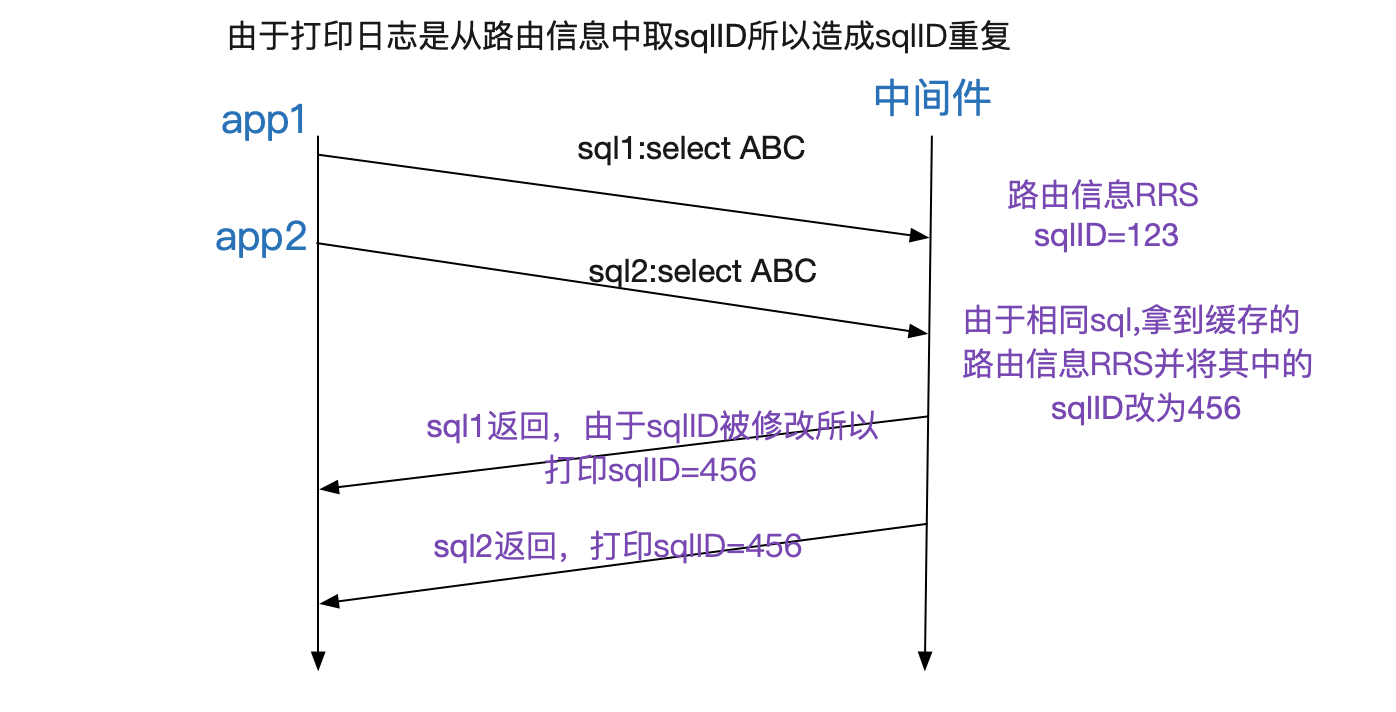 由于打印日志是从路由信息中取sqlID所以造成sqlID重复
中间件
app1
sql1:select ABC
路由信息RRS
sqlID=123
app2
sql2:select ABC
由于相同sql,拿到缓存的
路由信息RRS并将其中的
sqlID改为456
sql1返回，由于sqlID被修改所以
打印sqlID=456
sql2返回，打印sqlID=456